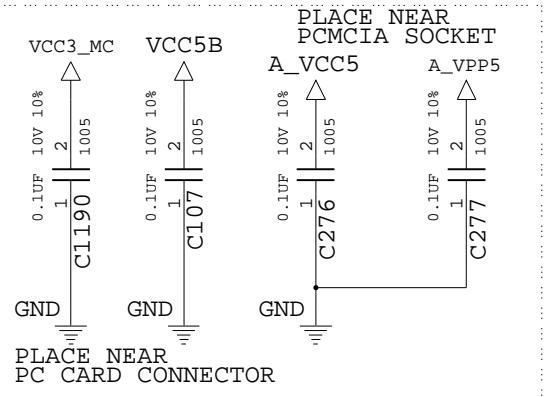 PLACE NEAR
PCMCIA SOCKET
VCC3_MC
VCC5B
A_VCC5
A_VPP5
0.1UF 10V 10%
2
1
1005
C1190
0.1UF 10V 10%
2
1
1005
C107
0.1UF 10V 10%
2
1
1005
C276
0.1UF 10V 10%
2
1
1005
C277
GND
GND
GND
PLACE NEAR
PC CARD CONNECTOR